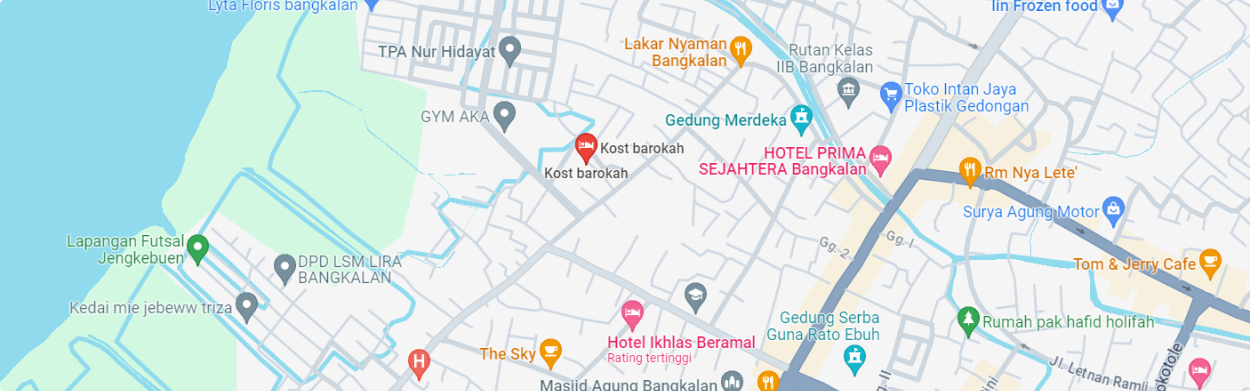 Lyta Floris bangkalan
Iin Frozen food
TPA Nur Hidayat
Lakar Nyaman
Bangkalan
Rutan Kelas
IIB Bangkalan
Toko Intan Jaya
Plastik Gedongan
GYM AKA
Gedung Merdeka
Kost barokah
Kost barokah
HOTEL PRIMA
SEJAHTERA Bangkalan
Rm Nya Lete'
Surya Agung Motor
Lapangan Futsal
Jengkebuen
DPD LSM LIRA
BANGKALAN
Gg. 2
Gg. I
Tom & Jerry Cafe
Kedai mie jebeww triza
Hotel Ikhlas Beramal
Rating tertinggi
Gedung Serba
Guna Rato Ebuh
Rumah pak hafid holifah
The Sky
H
Jl. Letnan Ramli
Masjid Agung Bangkalan
Gg. II